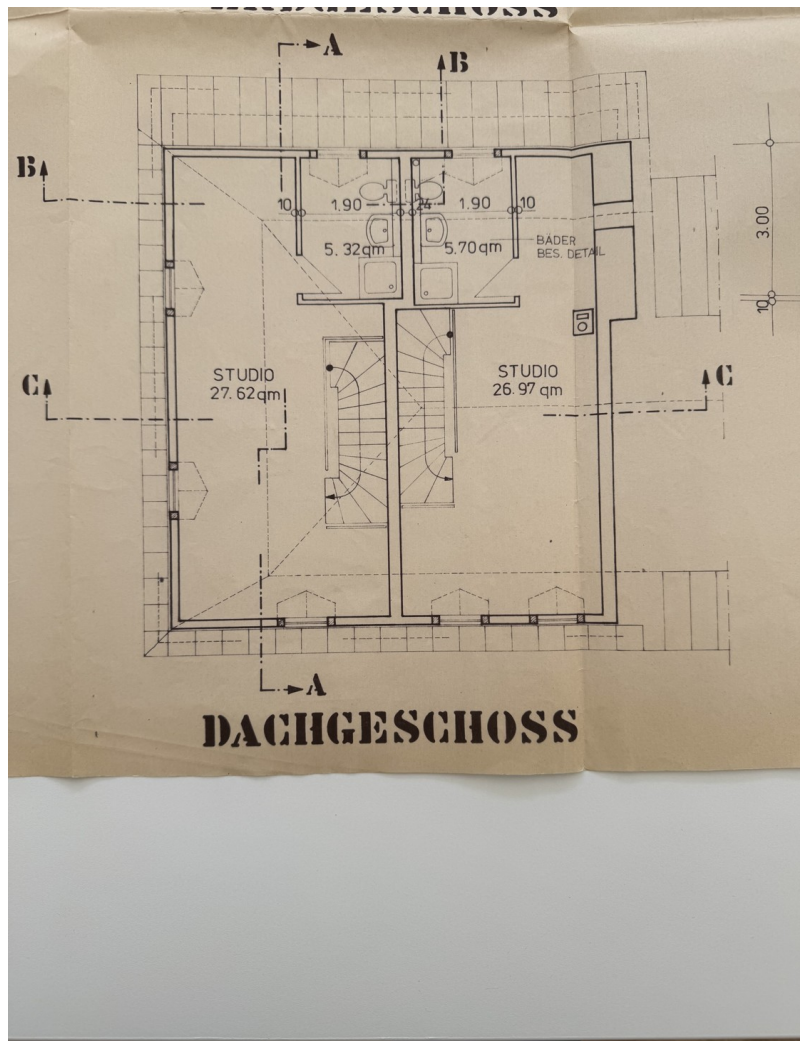 ERDGESCHOSS
A
B
B
10
1.90
24
1.90
10
3.00
5.32qm
5.70qm
BÄDER
BES. DETAIL
10
C
STUDIO
27.62qm
STUDIO
26.97qm
C
A
DACHGESCHOSS